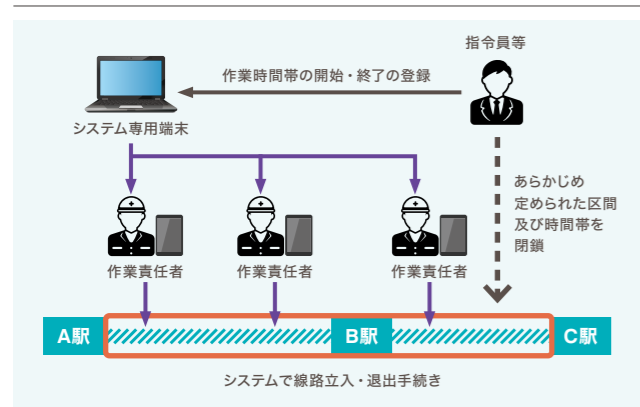 指令員等
作業時間帯の開始・終了の登録
システム専用端末
あらかじめ
定められた区間
及び時間帯を
閉鎖
作業責任者
作業責任者
作業責任者
A駅
B駅
C駅
システムで線路立入・退出手続き